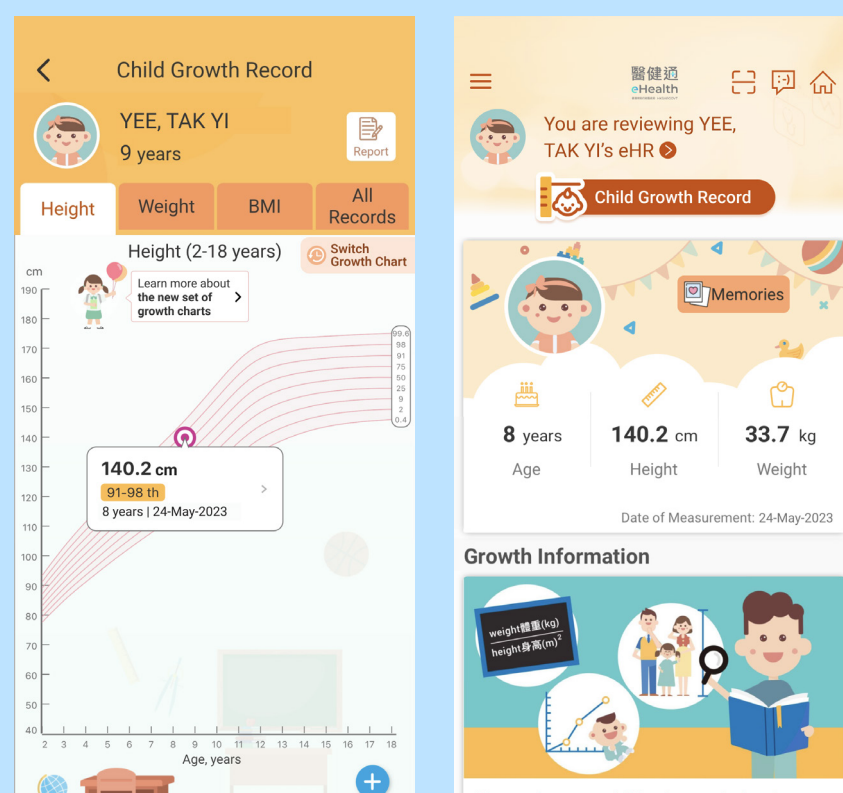 Child Growth Record
YEE, TAK YI
9 years
Report
Height
Weight
BMI
All
Records
Height (2-18 years)
Switch
Growth Chart
Learn more about
the new set of
growth charts
cm
190
180
170
160
150
140
130
120
110
100
90
80
70
60
50
40
99.6
98
91
75
50
25
9
2
0.4
140.2 cm
91-98 th
8 years | 24-May-2023
2 3 4 5 6 7 8 9 10 11 12 13 14 15 16 17 18
Age, years
醫健通
eHealth
You are reviewing YEE,
TAK YI's eHR
Child Growth Record
Memories
8 years
140.2 cm
33.7 kg
Age
Height
Weight
Date of Measurement: 24-May-2023
Growth Information
weight體重(kg)
height身高(m)²